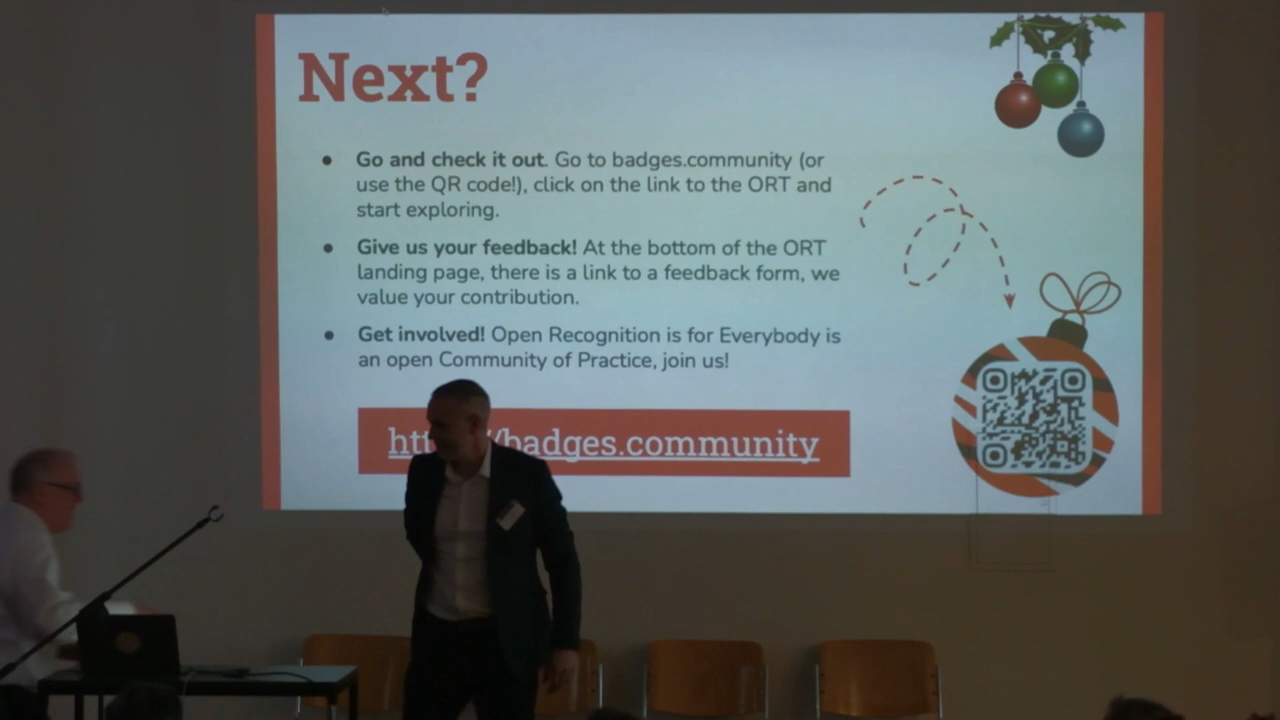 Next?
Go and check it out. Go to badges.community (or
use the QR code!), click on the link to the ORT and
start exploring.
Give us your feedback! At the bottom of the ORT
landing page, there is a link to a feedback form, we
value your contribution.
Get involved! Open Recognition is for Everybody is
an open Community of Practice, join us!
htt //badges.community